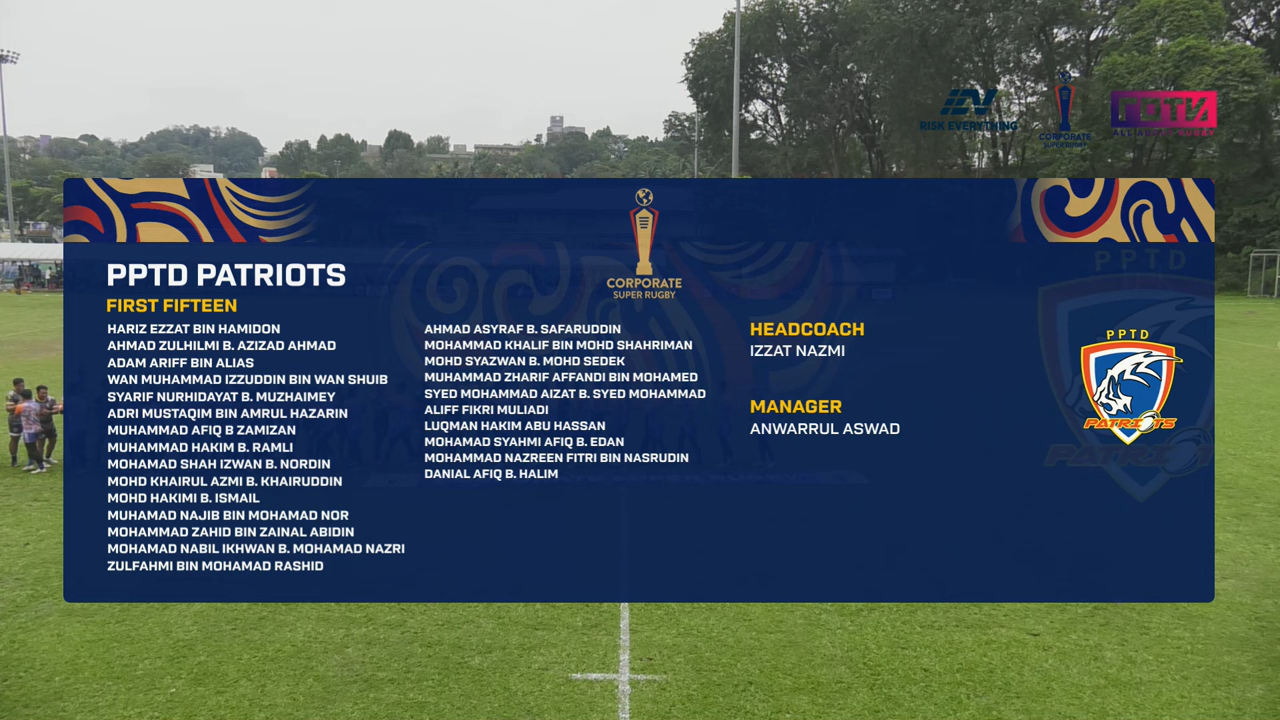 RISK EVERYTHING
CORPORATE
SUPER RUGBY
CORPORATE
SUPER RUGBY
PPTD PATRIOTS
FIRST FIFTEEN
HARIZ EZZAT BIN HAMIDON
AHMAD ZULHILMI B. AZIZAD AHMAD
ADAM ARIFF BIN ALIAS
WAN MUHAMMAD IZZUDDIN BIN WAN SHUIB
SYARIF NURHIDAYAT B. MUZHAIMEY
ADRI MUSTAQIM BIN AMRUL HAZARIN
MUHAMMAD AFIQ B ZAMIZAN
MUHAMMAD HAKIM B. RAMLI
MOHAMAD SHAH IZWAN B. NORDIN
MOHD KHAIRUL AZMI B. KHAIRUDDIN
MOHD HAKIMI B. ISMAIL
MUHAMAD NAJIB BIN MOHAMAD NOR
MOHAMMAD ZAHID BIN ZAINAL ABIDIN
MOHAMAD NABIL IKHWAN B. MOHAMAD NAZRI
ZULFAHMI BIN MOHAMAD RASHID
AHMAD ASYRAF B. SAFARUDDIN
MOHAMMAD KHALIF BIN MOHD SHAHRIMAN
MOHD SYAZWAN B. MOHD SEDEK
MUHAMMAD ZHARIF AFFANDI BIN MOHAMED
SYED MOHAMMAD AIZAT B. SYED MOHAMMAD
ALIFF FIKRI MULIADI
LUQMAN HAKIM ABU HASSAN
MOHAMAD SYAHMI AFIQ B. EDAN
MOHAMMAD NAZREEN FITRI BIN NASRUDIN
DANIAL AFIQ B. HALIM
HEADCOACH
IZZAT NAZMI
MANAGER
ANWARRUL ASWAD
PPTD
PATRIOTS
PPTD
PATRIOTS